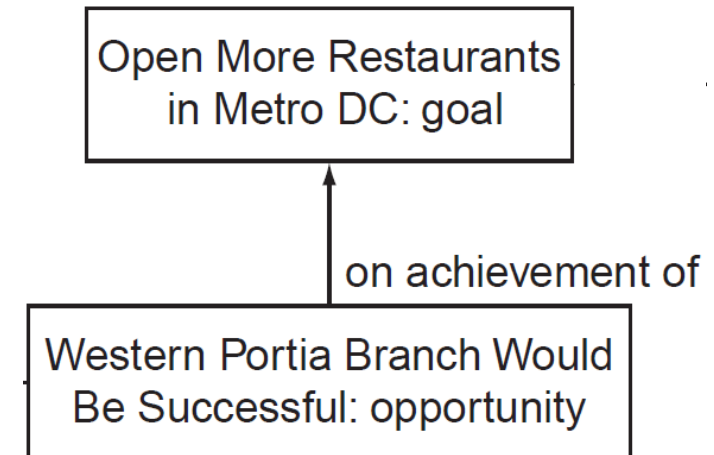 Open More Restaurants
in Metro DC: goal
on achievement of
Western Portia Branch Would
Be Successful: opportunity